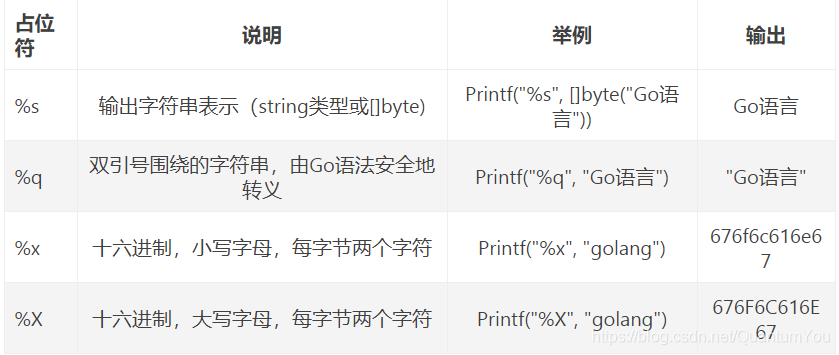 占位
符
说明
举例
输出
%s
输出字符串表示（string类型或[]byte)
Printf("%s", []byte("Go语
言"))
Go语言
%q
双引号围绕的字符串，由Go语法安全地
转义
Printf("%q", "Go语言")
"Go语言"
%x
十六进制，小写字母，每字节两个字符
Printf("%x", "golang")
676f6c616e6
7
%X
十六进制，大写字母，每字节两个字符
Printf("%X", "golang")
676F6C616E
67
https://blog.csdn.net/QuantumYou